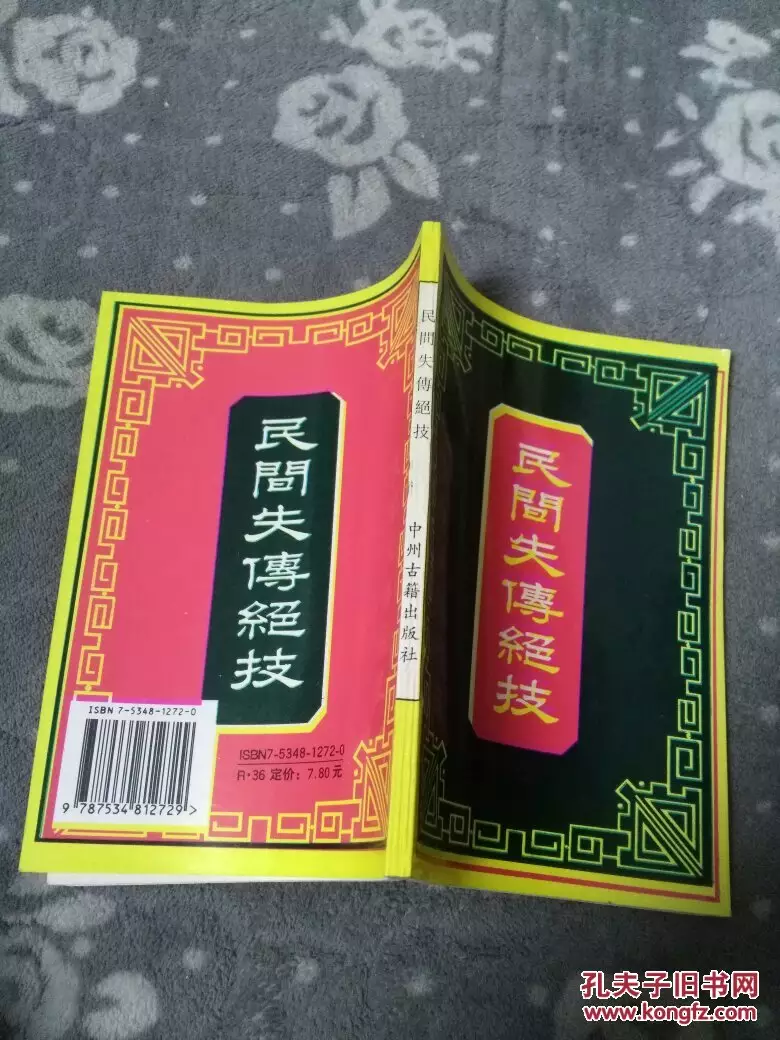 民間失傳絕技
ISBN 7-5348-1272-0
9 787534 812729 >
ISBN7-5348-1272-0
R·36 定价：7.80元
民間失傳絕技
中州古籍出版社
民間失傳絕技
孔夫子旧书网
www.kongfz.com